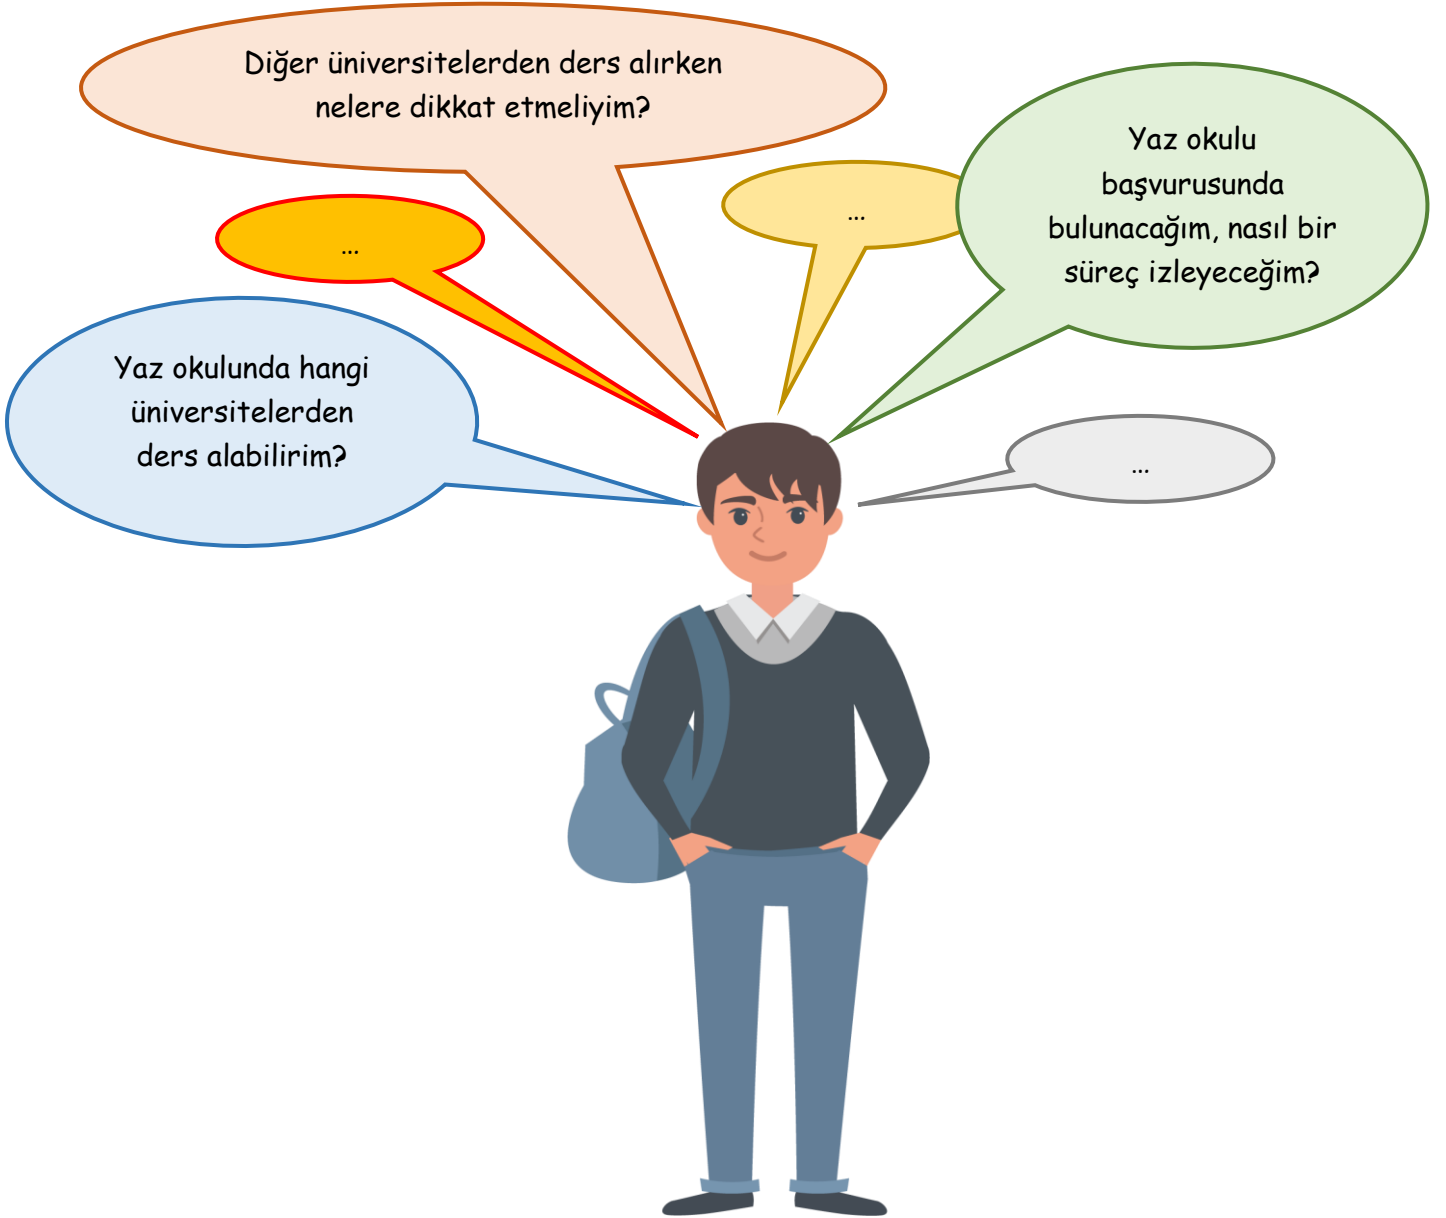 Diğer üniversitelerden ders alırken
nelere dikkat etmeliyim?
Yaz okulu
başvurusunda
bulunacağım, nasıl bir
süreç izleyeceğim?
...
...
Yaz okulunda hangi
üniversitelerden
ders alabilirim?
...